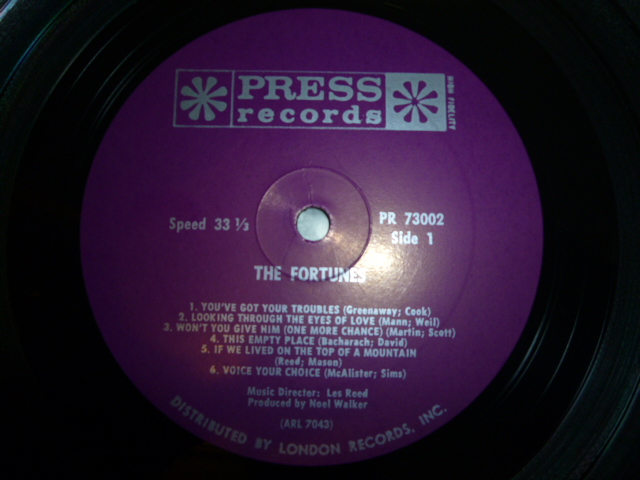 PRESS
records
HIGH FIDELITY
Speed 33 ⅓
PR 73002
Side 1
THE FORTUNES
1. YOU'VE GOT YOUR TROUBLES (Greenaway; Cook)
2. LOOKING THROUGH THE EYES OF LOVE (Mann; Weil)
3. WON'T YOU GIVE HIM (ONE MORE CHANCE) (Martin; Scott)
4. THIS EMPTY PLACE (Bacharach; David)
5. IF WE LIVED ON THE TOP OF A MOUNTAIN
(Reed; Mason)
6. VOICE YOUR CHOICE (McAlister; Sims)
Music Director: Les Reed
Produced by Noel Walker
(ARL 7043)
DISTRIBUTED BY LONDON RECORDS, INC.